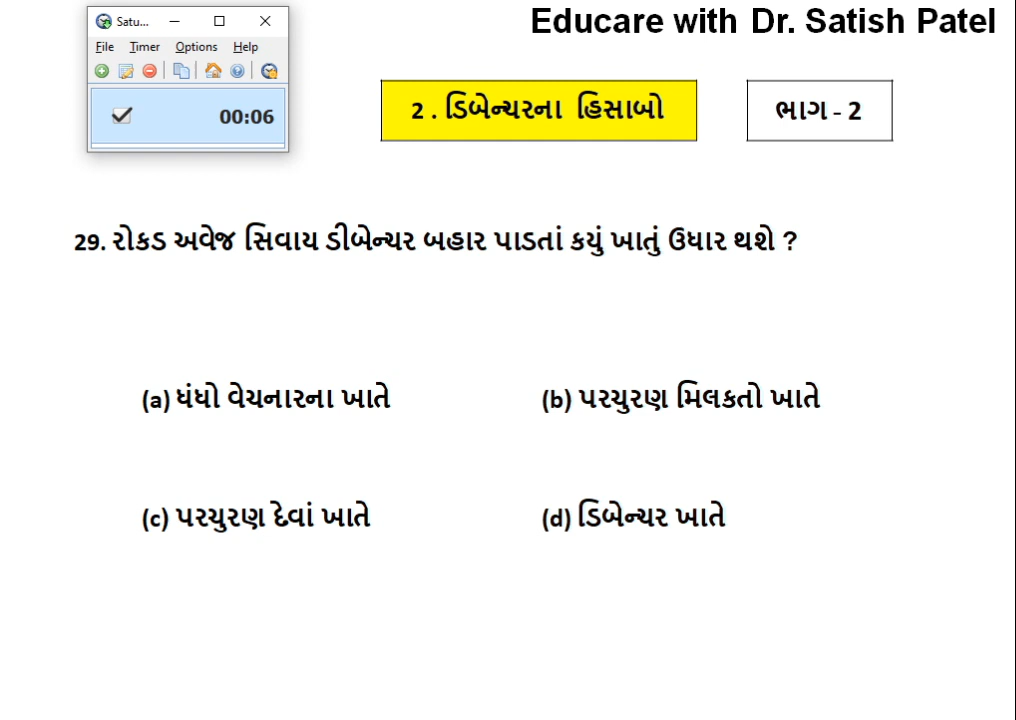 Satu...
Educare with Dr. Satish Patel
File Timer Options Help
00:06
2 . ડિબેન્ચરના હિસાબો
ભાગ - 2
29. રોકડ અવેજ સિવાય ડીબેન્ચર બહાર પાડતાં કયું ખાતું ઉધાર થશે ?
(a) ધંધો વેચનારના ખાતે
(b) પરચુરણ મિલકતો ખાતે
(c) પરચુરણ દેવાં ખાતે
(d) ડિબેન્ચર ખાતે